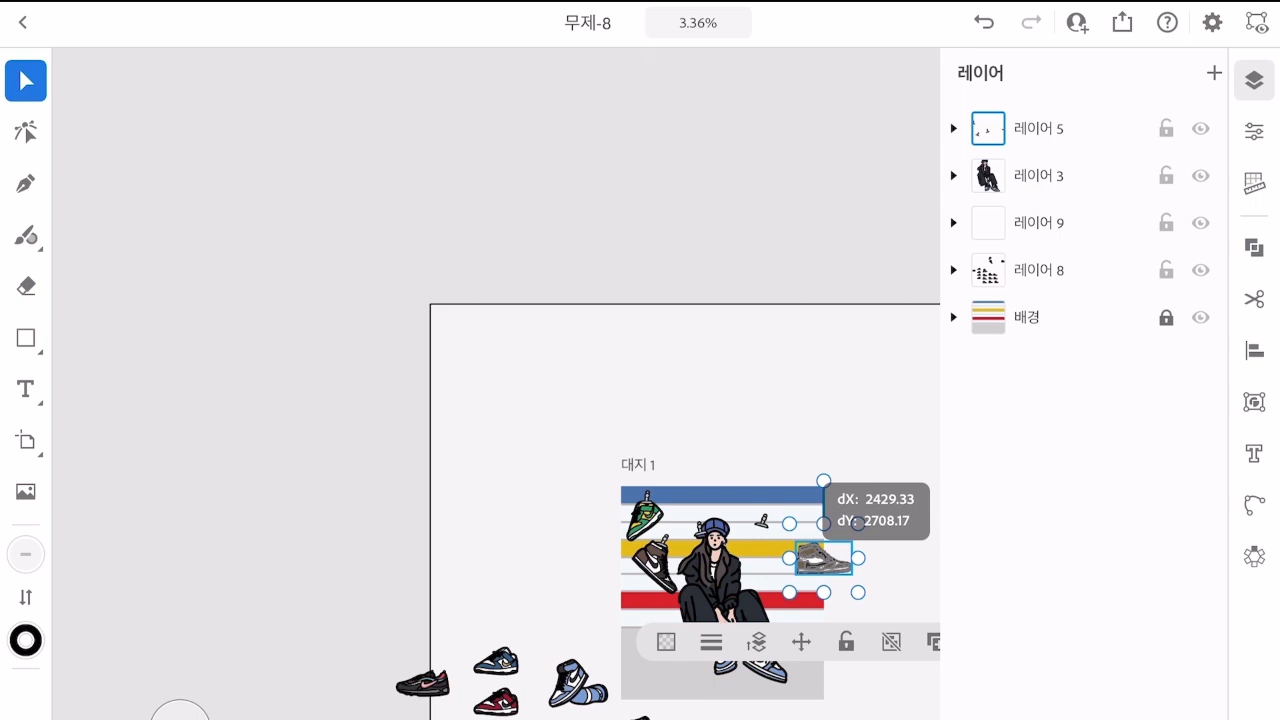 무제-8
3.36%
레이어
레이어 5
레이어 3
레이어 9
레이어 8
배경
대지 1
dX: 2429.33
dY: 2708.17